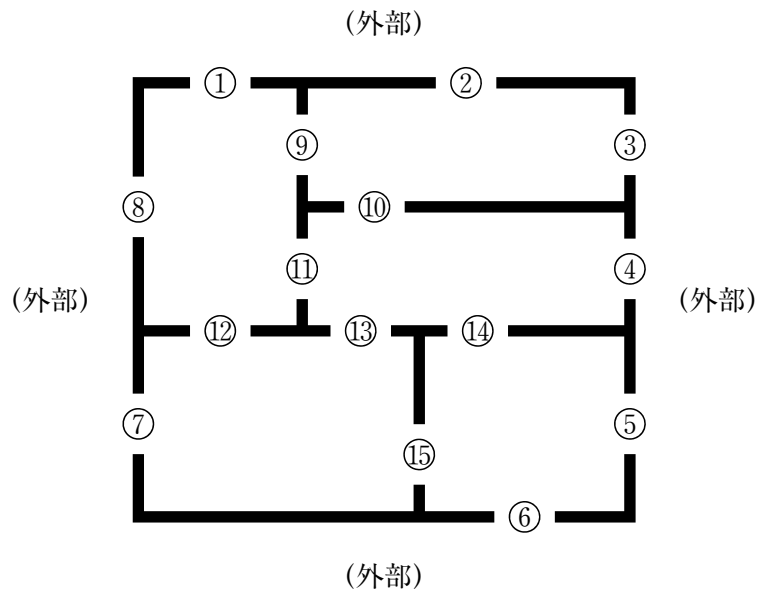 (外部)
① ②
⑨ ③
⑧ ⑩
⑪ ④
(外部) (外部)
⑫ ⑬ ⑭
⑦ ⑤
⑮
⑥
(外部)